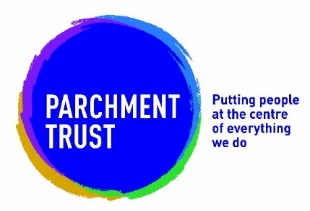 PARCHMENT
TRUST
Putting people
at the centre
of everything
we do